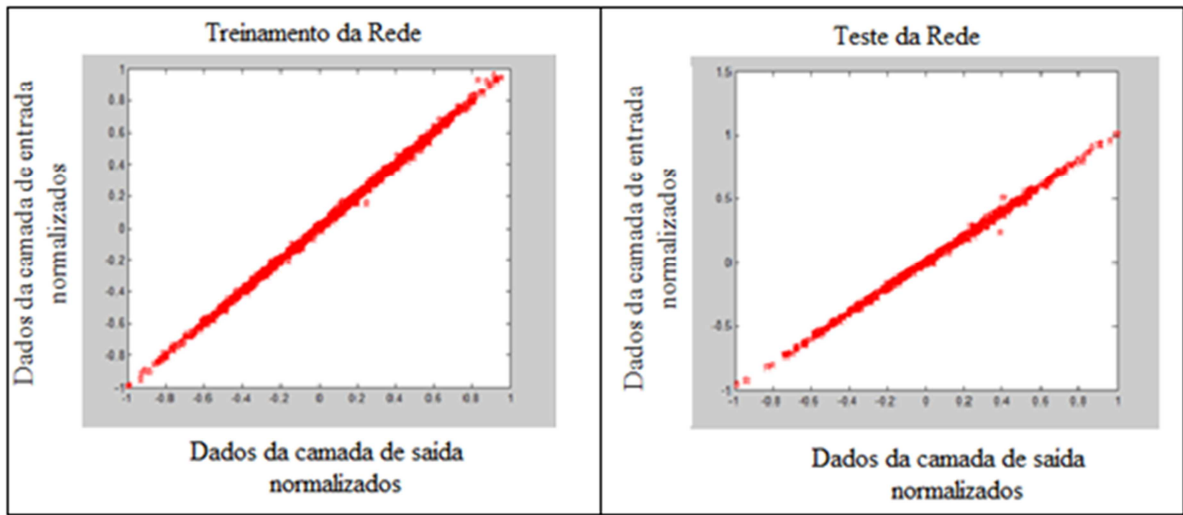 Treinamento da Rede
Dados da camada de entrada
normalizados
1
0.8
0.6
0.4
0.2
0
-0.2
-0.4
-0.6
-0.8
-1
-1 -0.8 -0.6 -0.4 -0.2 0 0.2 0.4 0.6 0.8 1
Dados da camada de saída
normalizados
Teste da Rede
Dados da camada de entrada
normalizados
1.5
1
0.5
0
-0.5
-1
-1 -0.8 -0.6 -0.4 -0.2 0 0.2 0.4 0.6 0.8 1
Dados da camada de saída
normalizados